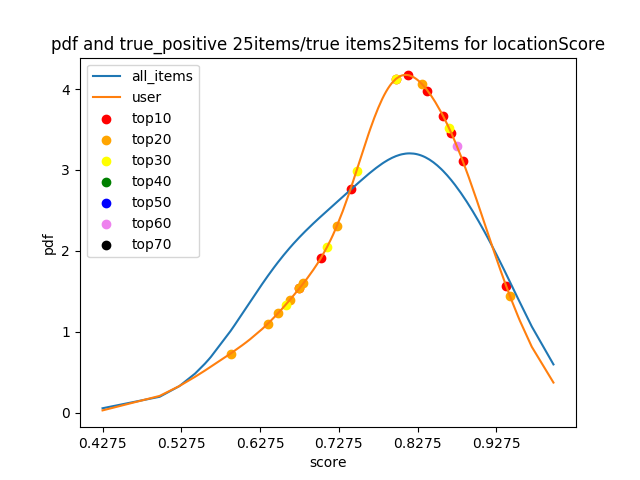 pdf and true_positive 25items/true items25items for locationScore
all_items
user
top10
top20
top30
top40
top50
top60
top70
pdf
4
3
2
1
0
0.4275 0.5275 0.6275 0.7275 0.8275 0.9275
score